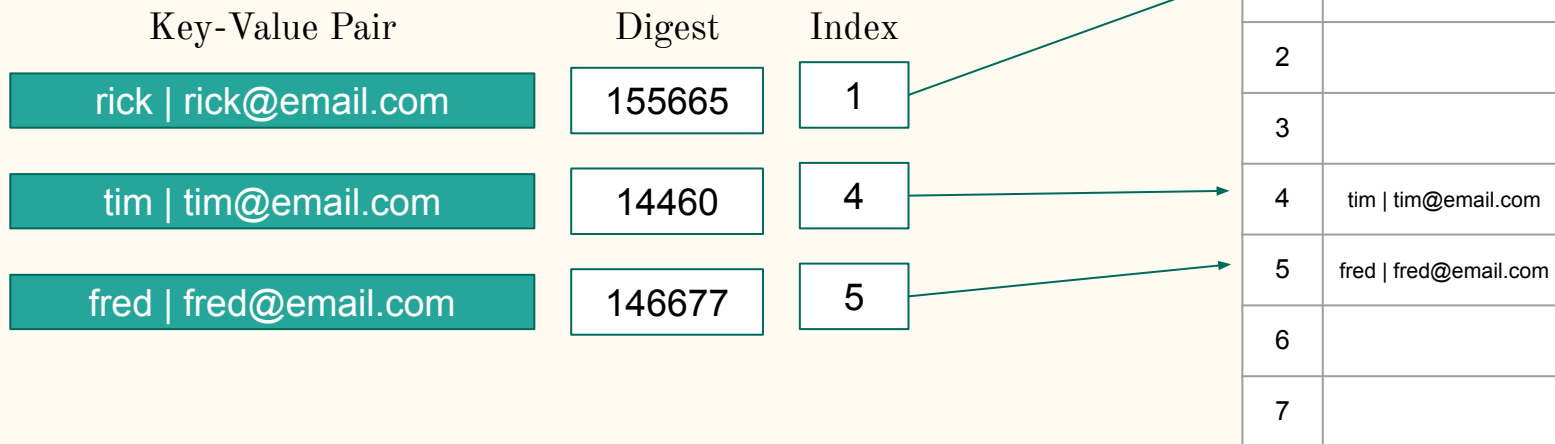 Key-Value Pair Digest Index
rick | rick@email.com 155665 1
tim | tim@email.com 14460 4
fred | fred@email.com 146677 5
2
3
4 tim | tim@email.com
5 fred | fred@email.com
6
7